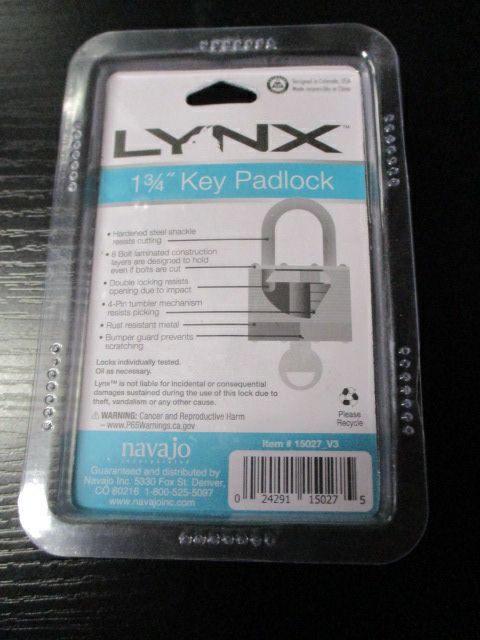 Designed in Colorado, USA
Made responsibly in China
LYNX™
1¾″ Key Padlock
• Hardened steel shackle
resists cutting
• 6 Bolt laminated construction
layers are designed to hold
even if bolts are cut
• Double locking resists
opening due to impact
• 4-Pin tumbler mechanism
resists picking
• Rust resistant metal
• Bumper guard prevents
scratching
Locks individually tested.
Oil as necessary.
Lynx™ is not liable for incidental or consequential
damages sustained during the use of this lock due to
theft, vandalism or any other cause.
⚠ WARNING: Cancer and Reproductive Harm
– www.P65Warnings.ca.gov
Please
Recycle
navajo
Item # 15027_V3
Guaranteed and distributed by
Navajo Inc. 5330 Fox St. Denver,
CO 80216 1-800-525-5097
www.navajoinc.com
0 24291 15027 5